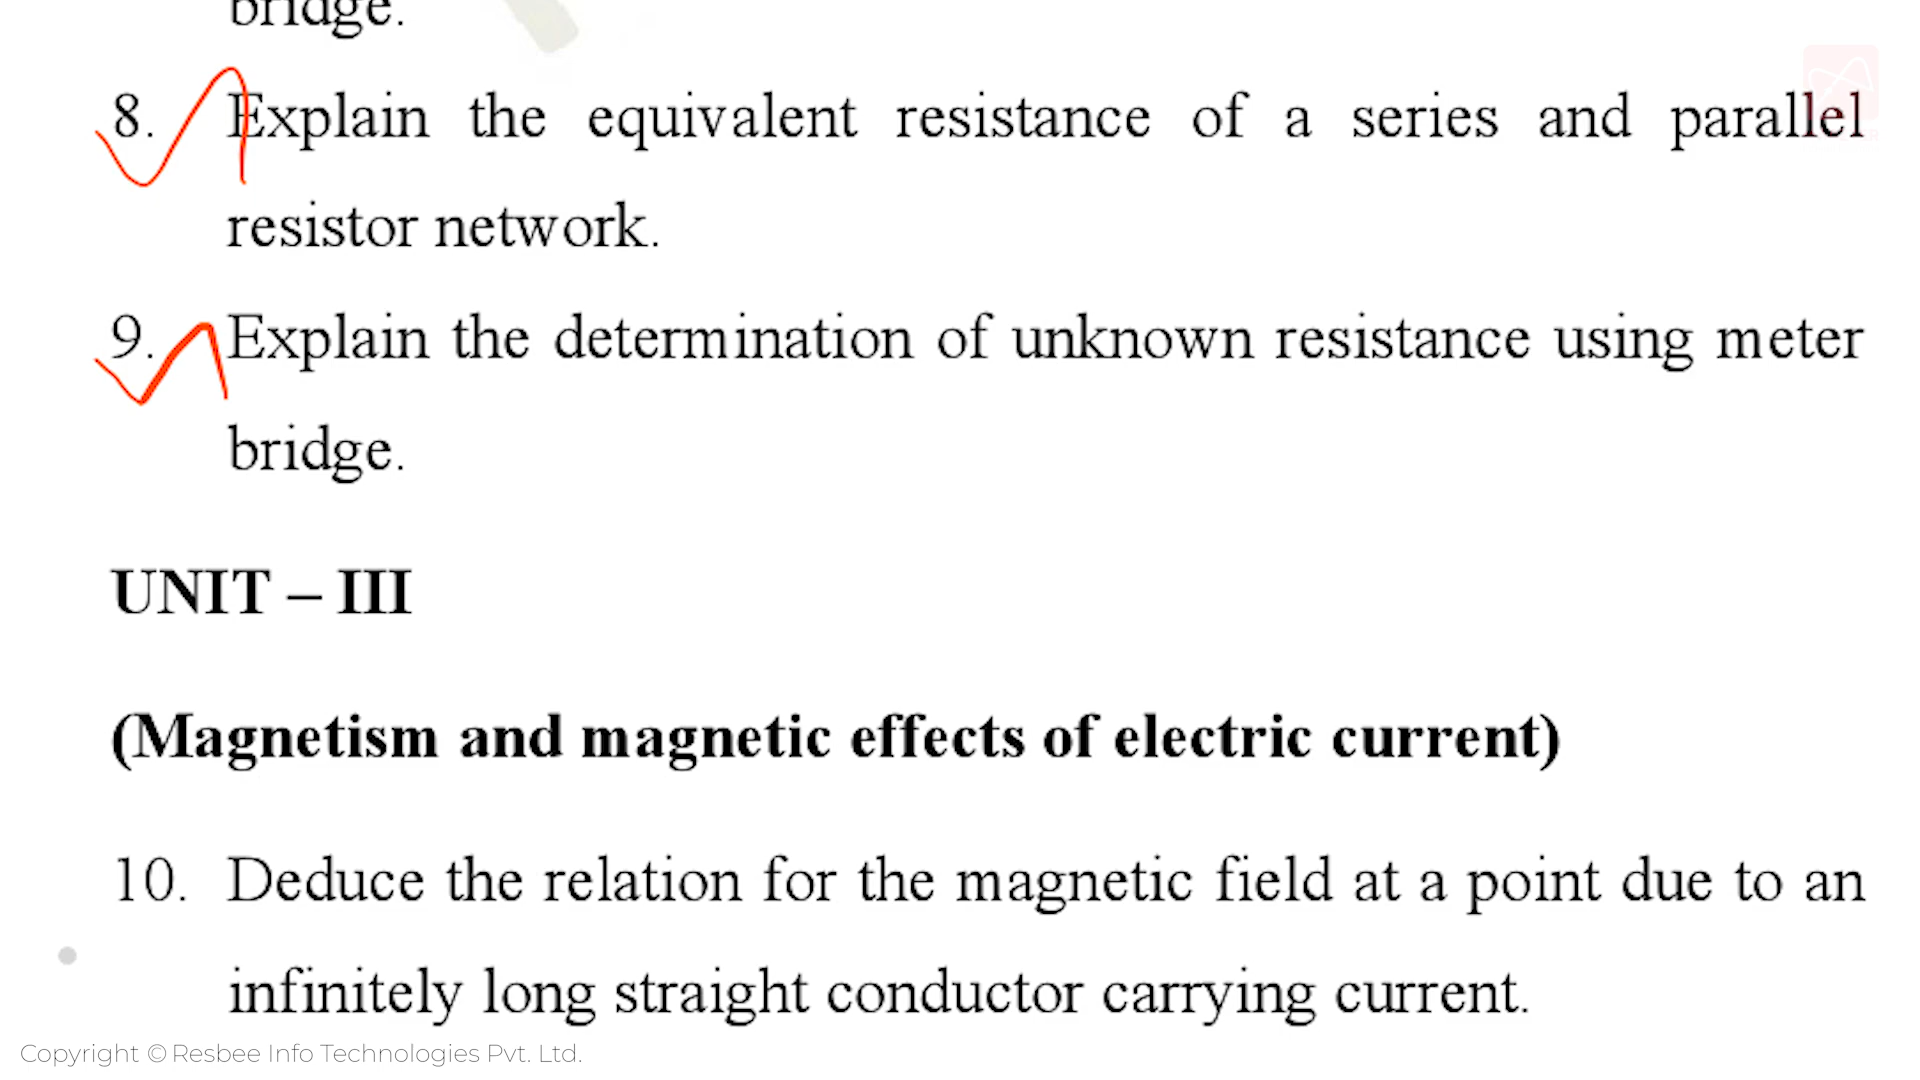 bridge.
8. Explain the equivalent resistance of a series and parallel
resistor network.
9. Explain the determination of unknown resistance using meter
bridge.
UNIT – III
(Magnetism and magnetic effects of electric current)
10. Deduce the relation for the magnetic field at a point due to an
infinitely long straight conductor carrying current.
Copyright © Resbee Info Technologies Pvt. Ltd.